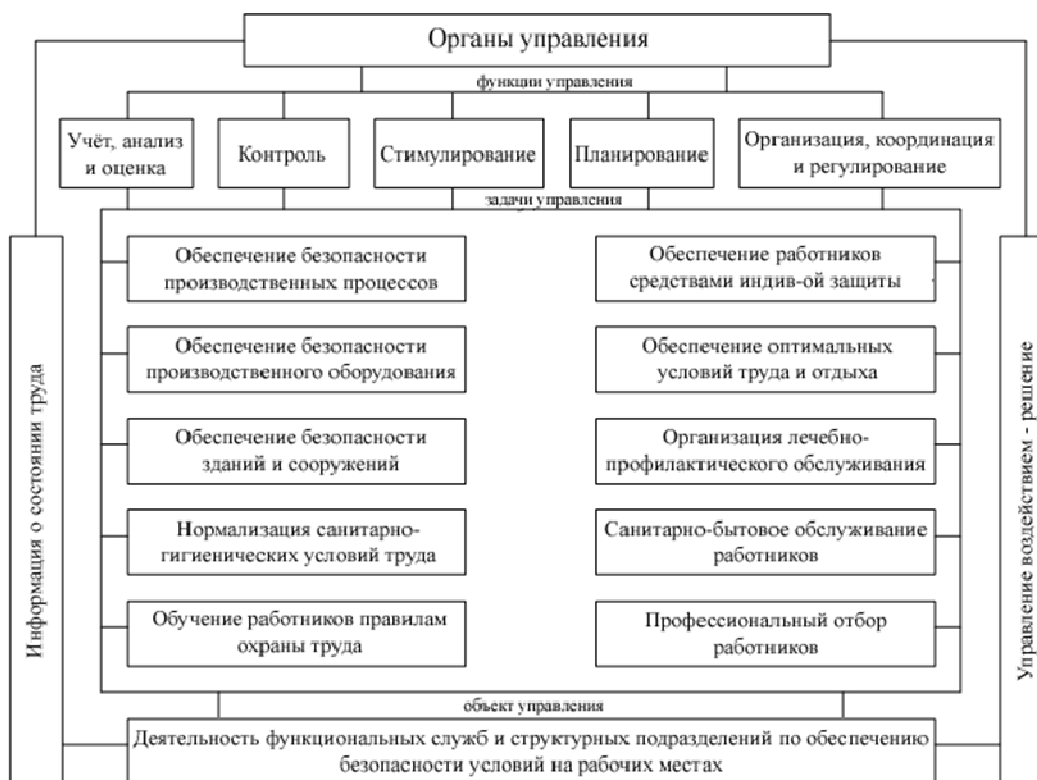 Органы управления
функции управления
Учёт, анализ
и оценка
Контроль
Стимулирование
Планирование
Организация, координация
и регулирование
задачи управления
Информация о состоянии труда
Обеспечение безопасности
производственных процессов
Обеспечение безопасности
производственного оборудования
Обеспечение безопасности
зданий и сооружений
Нормализация санитарно-
гигиенических условий труда
Обучение работников правилам
охраны труда
Обеспечение работников
средствами индив-ой защиты
Обеспечение оптимальных
условий труда и отдыха
Организация лечебно-
профилактического обслуживания
Санитарно-бытовое обслуживание
работников
Профессиональный отбор
работников
Управление воздействием - решение
объект управления
Деятельность функциональных служб и структурных подразделений по обеспечению
безопасности условий на рабочих местах